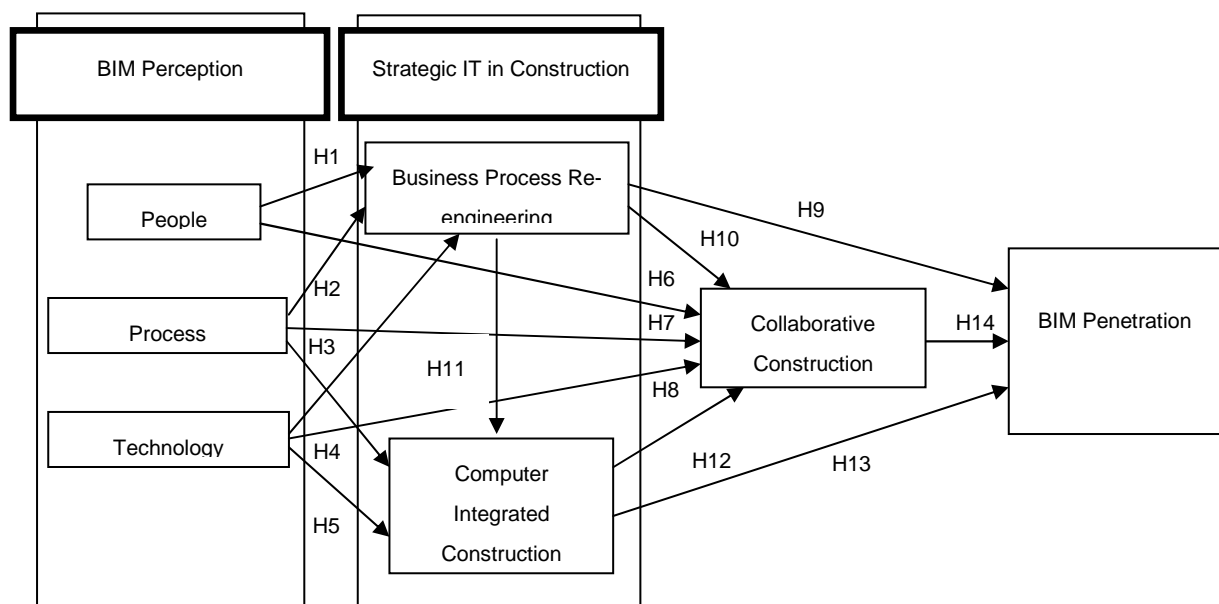 BIM Perception
Strategic IT in Construction
H1
Business Process Re-
engineering
People
H9
H10
H6
H2
Process
H7
Collaborative
Construction
H14
BIM Penetration
H3
H11
H8
Technology
H4
Computer
Integrated
Construction
H12
H13
H5